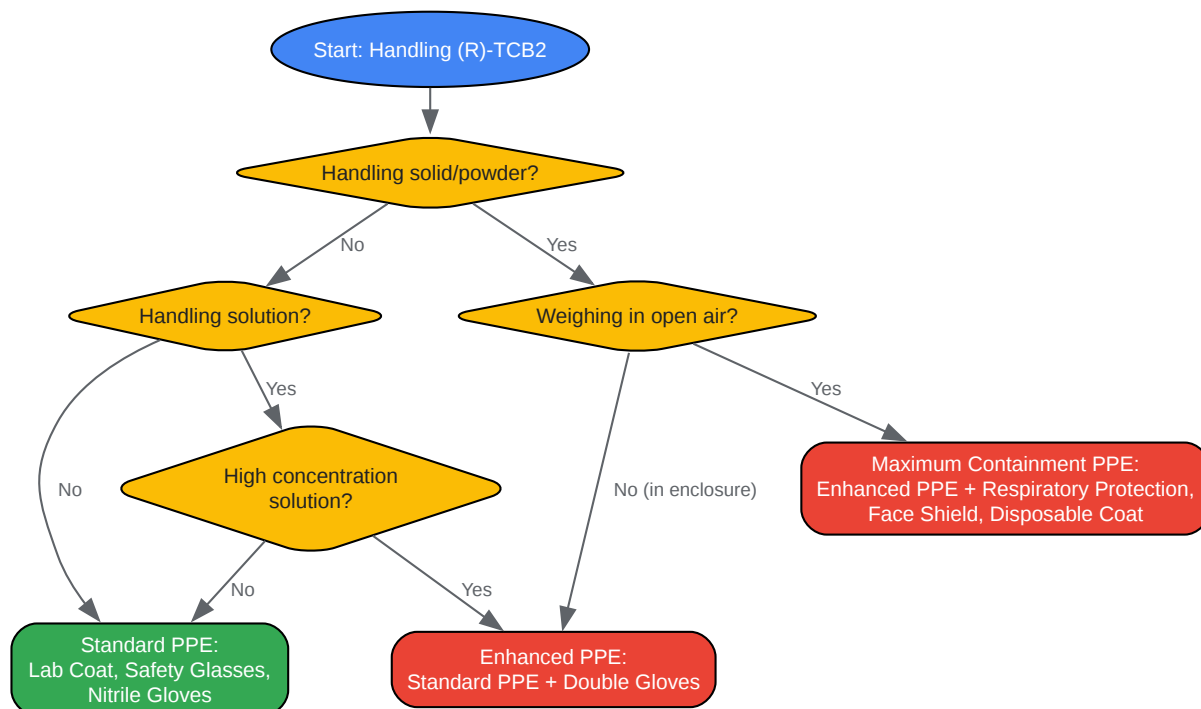 Start: Handling (R)-TCB2
Handling solid/powder?
No
Yes
Handling solution?
Weighing in open air?
Yes
Yes
High concentration
solution?
Maximum Containment PPE:
Enhanced PPE + Respiratory Protection,
Face Shield, Disposable Coat
No
No (in enclosure)
No
Yes
Standard PPE:
Lab Coat, Safety Glasses,
Nitrile Gloves
Enhanced PPE:
Standard PPE + Double Gloves